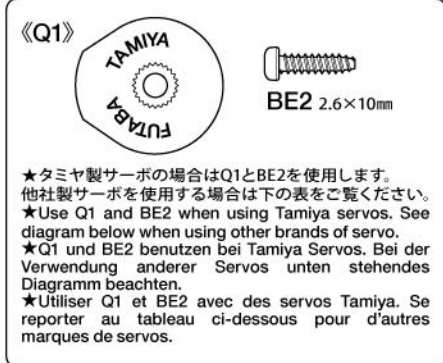 《Q1》
TAMIYA
FUTABA
BE2 2.6×10㎜
★タミヤ製サーボの場合はQ1とBE2を使用します。
他社製サーボを使用する場合は下の表をご覧ください。
★Use Q1 and BE2 when using Tamiya servos. See
diagram below when using other brands of servo.
★Q1 und BE2 benutzen bei Tamiya Servos. Bei der
Verwendung anderer Servos unten stehendes
Diagramm beachten.
★Utiliser Q1 et BE2 avec des servos Tamiya. Se
reporter au tableau ci-dessous pour d'autres
marques de servos.